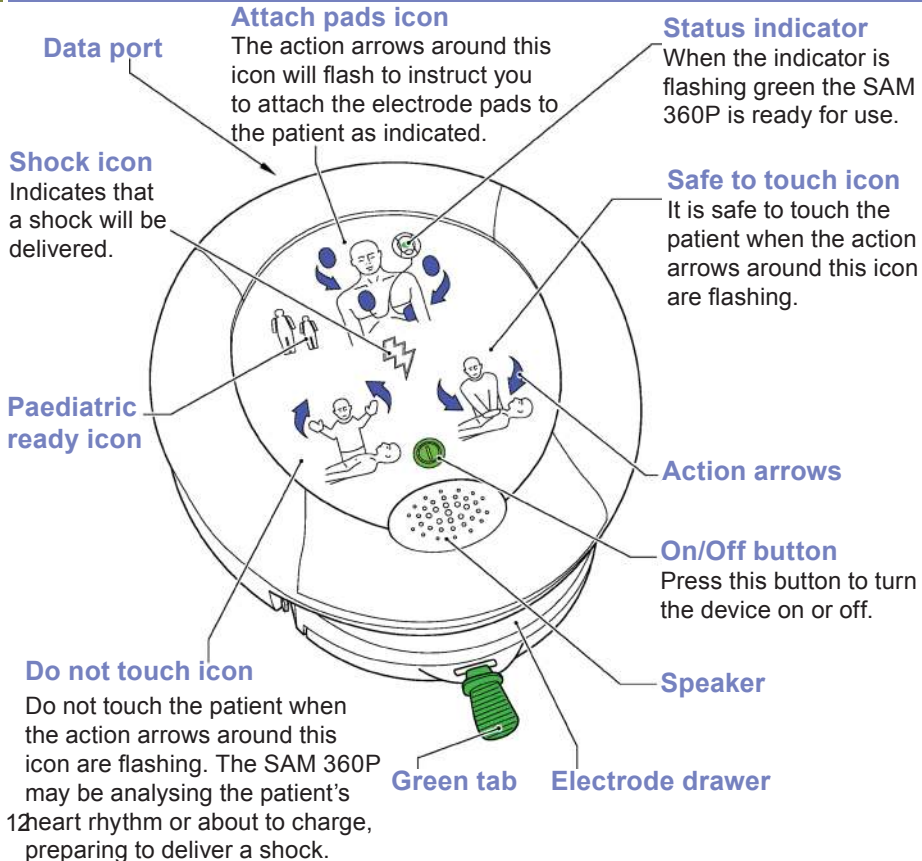 Attach pads icon
The action arrows around this
icon will flash to instruct you
to attach the electrode pads to
the patient as indicated.
Data port
Status indicator
When the indicator is
flashing green the SAM
360P is ready for use.
Shock icon
Indicates that
a shock will be
delivered.
Safe to touch icon
It is safe to touch the
patient when the action
arrows around this icon
are flashing.
Paediatric
ready icon
Action arrows
On/Off button
Press this button to turn
the device on or off.
Do not touch icon
Do not touch the patient when
the action arrows around this
icon are flashing. The SAM 360P
may be analysing the patient's
heart rhythm or about to charge,
preparing to deliver a shock.
Speaker
Green tab
Electrode drawer
12